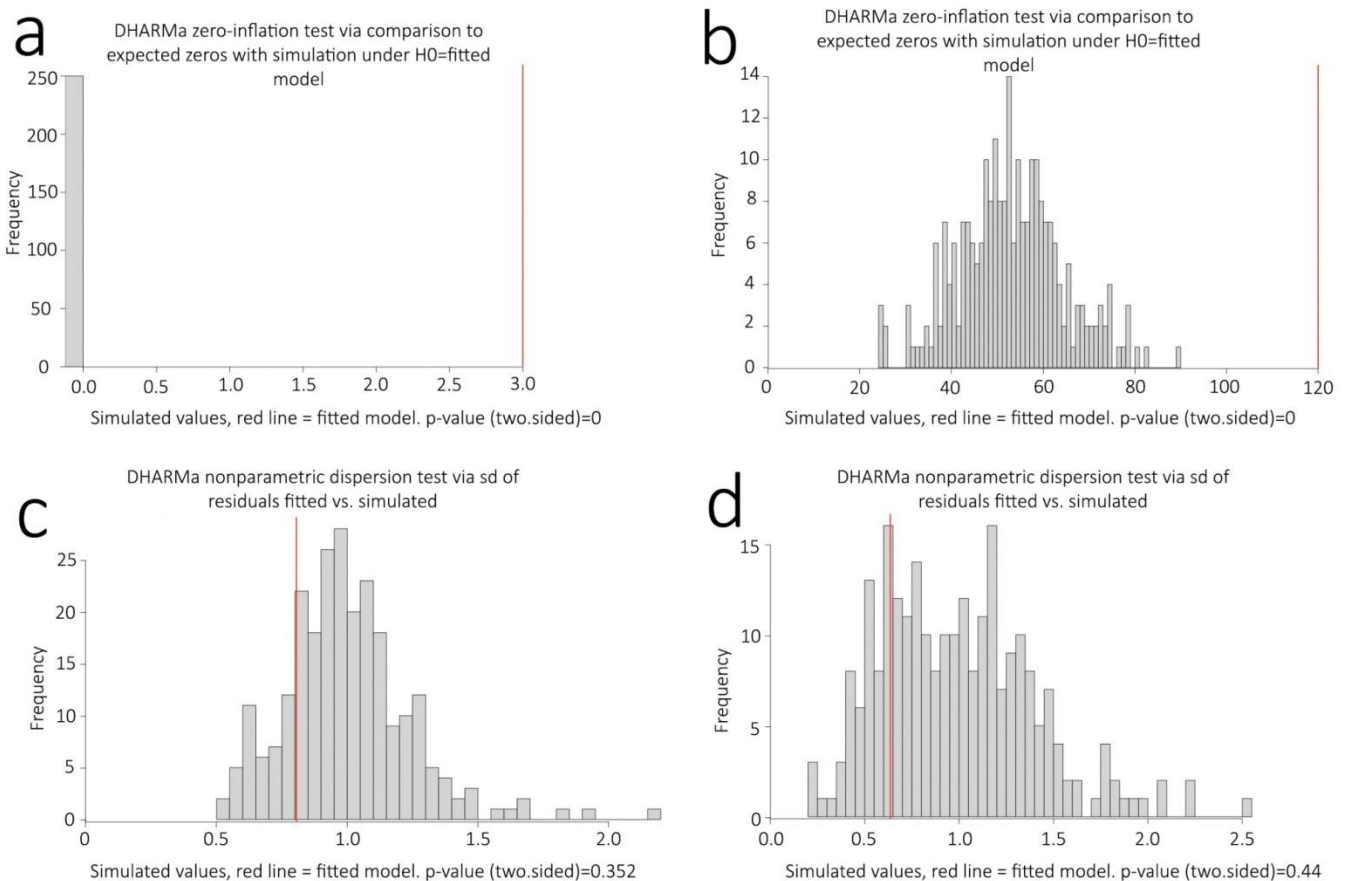 a
DHARMa zero-inflation test via comparison to
expected zeros with simulation under H0=fitted
model
250
200
150
100
50
0
Frequency
0.0 0.5 1.0 1.5 2.0 2.5 3.0
Simulated values, red line = fitted model. p-value (two.sided)=0
b
DHARMa zero-inflation test via comparison to
expected zeros with simulation under H0=fitted
model
14
12
10
8
6
4
2
0
Frequency
0 20 40 60 80 100 120
Simulated values, red line = fitted model. p-value (two.sided)=0
c
DHARMa nonparametric dispersion test via sd of
residuals fitted vs. simulated
25
20
15
10
5
0
Frequency
0 0.5 1.0 1.5 2.0
Simulated values, red line = fitted model. p-value (two.sided)=0.352
d
DHARMa nonparametric dispersion test via sd of
residuals fitted vs. simulated
15
10
5
0
Frequency
0.0 0.5 1.0 1.5 2.0 2.5
Simulated values, red line = fitted model. p-value (two.sided)=0.44